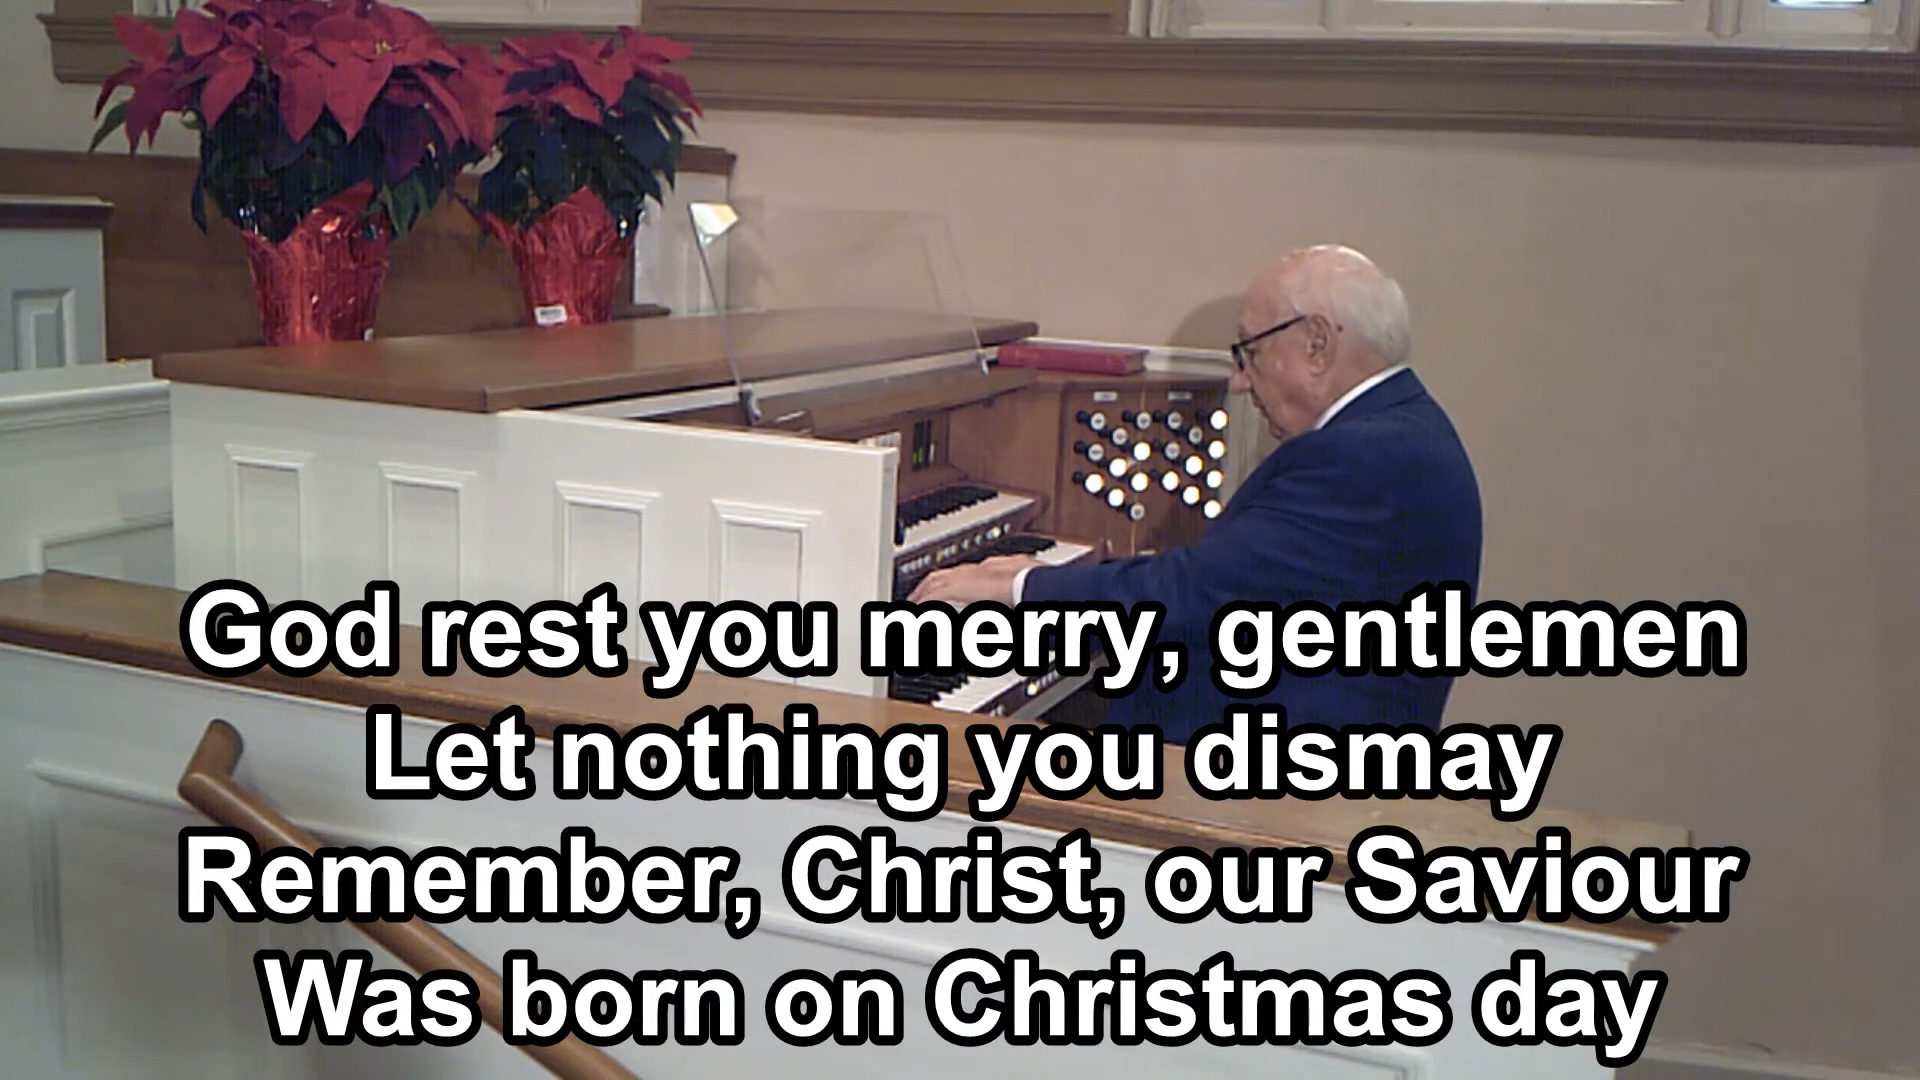 God rest you merry, gentlemen
Let nothing you dismay
Remember, Christ, our Saviour
Was born on Christmas day